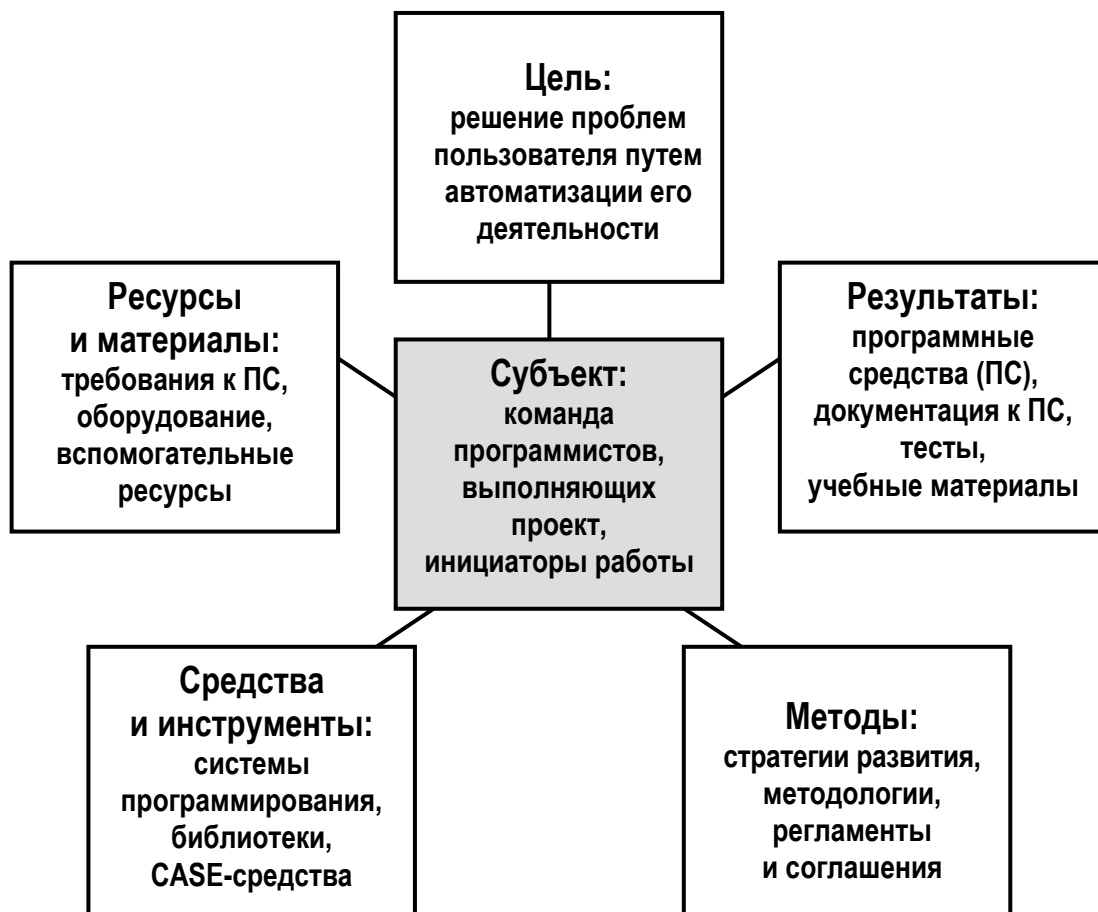 Цель:
решение проблем
пользователя путем
автоматизации его
деятельности
Ресурсы
и материалы:
требования к ПС,
оборудование,
вспомогательные
ресурсы
Субъект:
команда
программистов,
выполняющих
проект,
инициаторы работы
Результаты:
программные
средства (ПС),
документация к ПС,
тесты,
учебные материалы
Средства
и инструменты:
системы
программирования,
библиотеки,
CASE-средства
Методы:
стратегии развития,
методологии,
регламенты
и соглашения